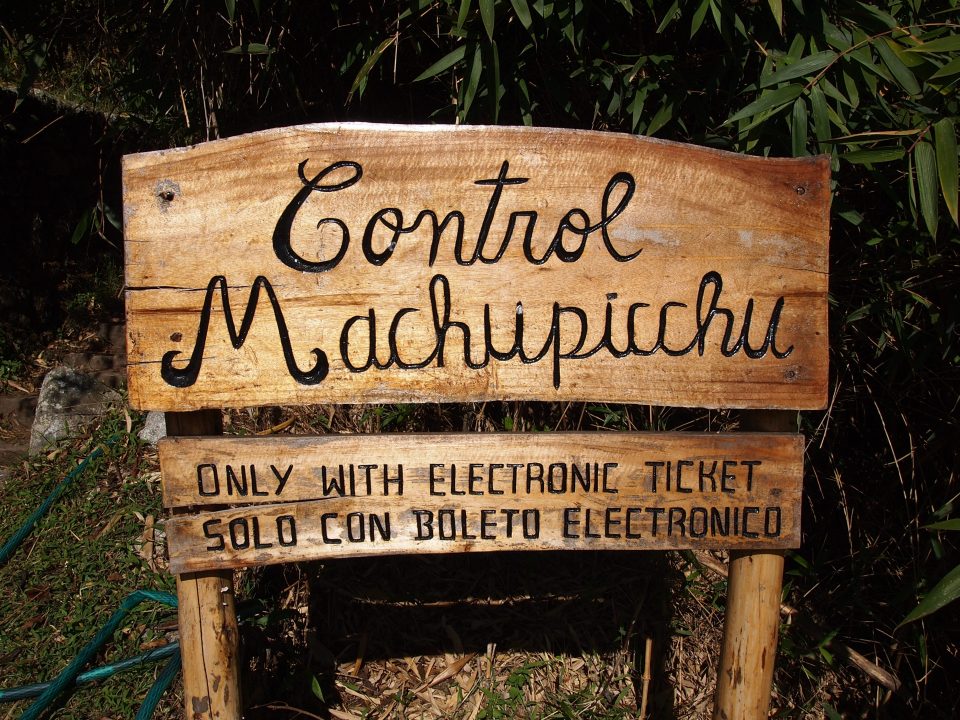 Control
Machupicchu
ONLY WITH ELECTRONIC TICKET
SOLO CON BOLETO ELECTRONICO